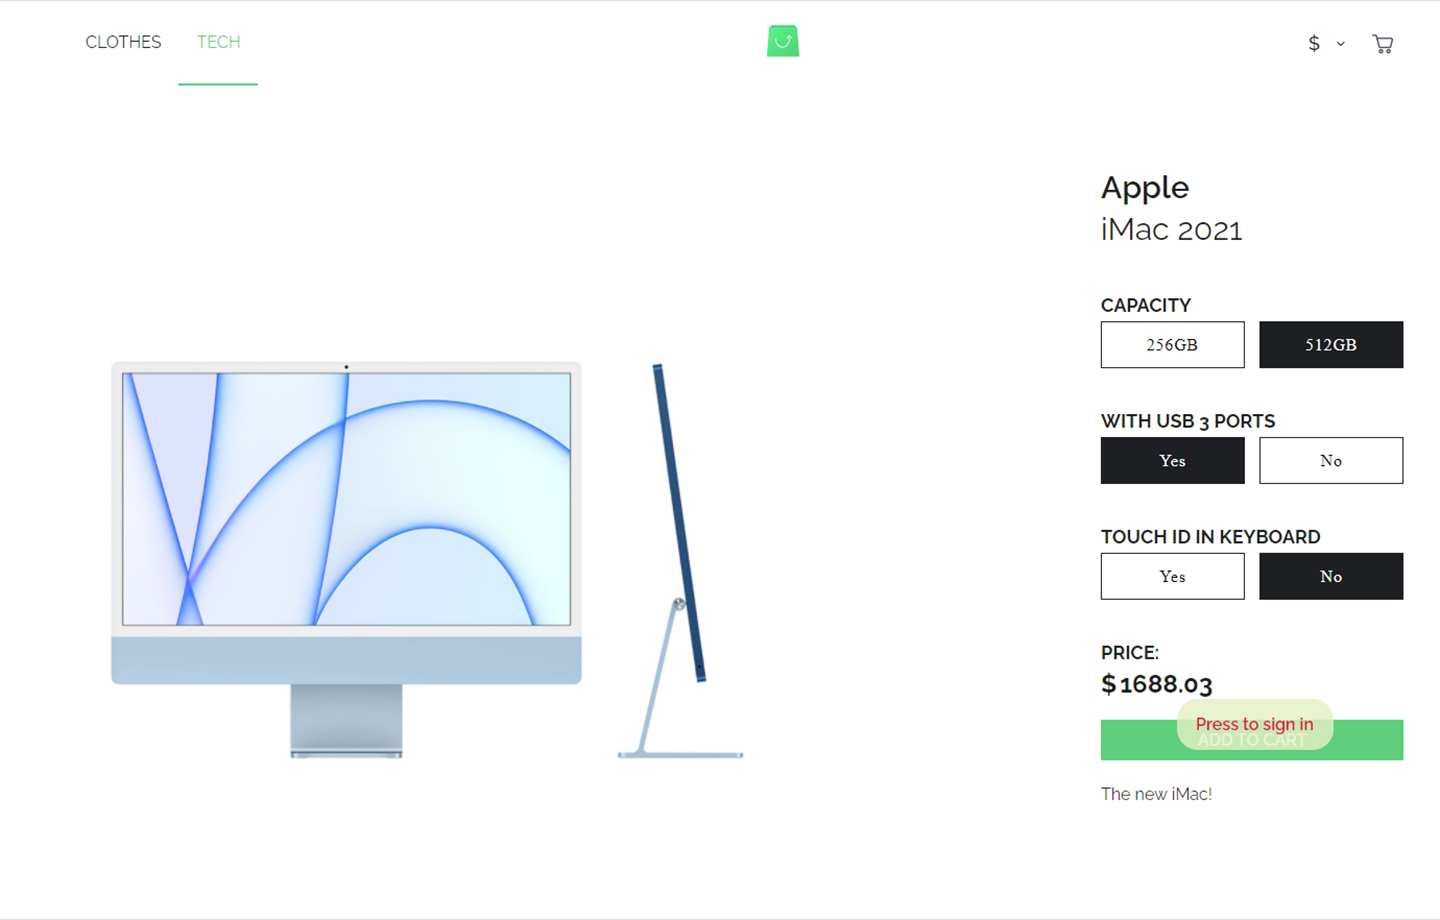 CLOTHES TECH $
Apple
iMac 2021
CAPACITY
256GB 512GB
WITH USB 3 PORTS
Yes No
TOUCH ID IN KEYBOARD
Yes No
PRICE:
$1688.03
Press to sign in
ADD TO CART
The new iMac!